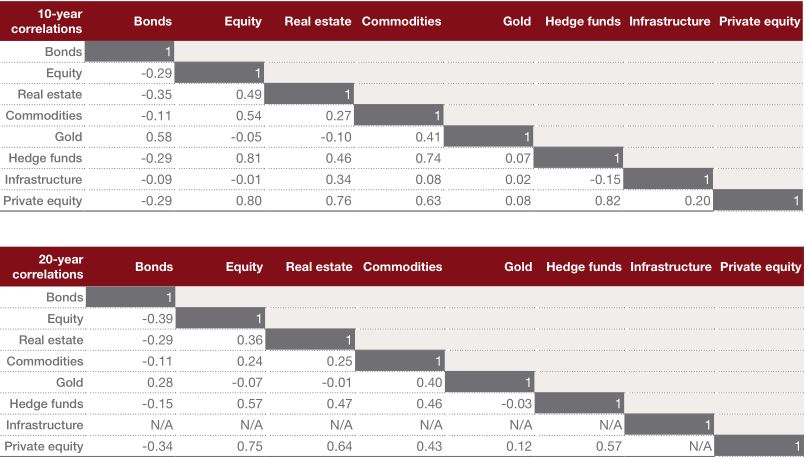 10-year correlations Bonds Equity Real estate Commodities Gold Hedge funds Infrastructure Private equity
Bonds 1
Equity -0.29 1
Real estate -0.35 0.49 1
Commodities -0.11 0.54 0.27 1
Gold 0.58 -0.05 -0.10 0.41 1
Hedge funds -0.29 0.81 0.46 0.74 0.07 1
Infrastructure -0.09 -0.01 0.34 0.08 0.02 -0.15 1
Private equity -0.29 0.80 0.76 0.63 0.08 0.82 0.20 1
20-year correlations Bonds Equity Real estate Commodities Gold Hedge funds Infrastructure Private equity
Bonds 1
Equity -0.39 1
Real estate -0.29 0.36 1
Commodities -0.11 0.24 0.25 1
Gold 0.28 -0.07 -0.01 0.40 1
Hedge funds -0.15 0.57 0.47 0.46 -0.03 1
Infrastructure N/A N/A N/A N/A N/A N/A 1
Private equity -0.34 0.75 0.64 0.43 0.12 0.57 N/A 1